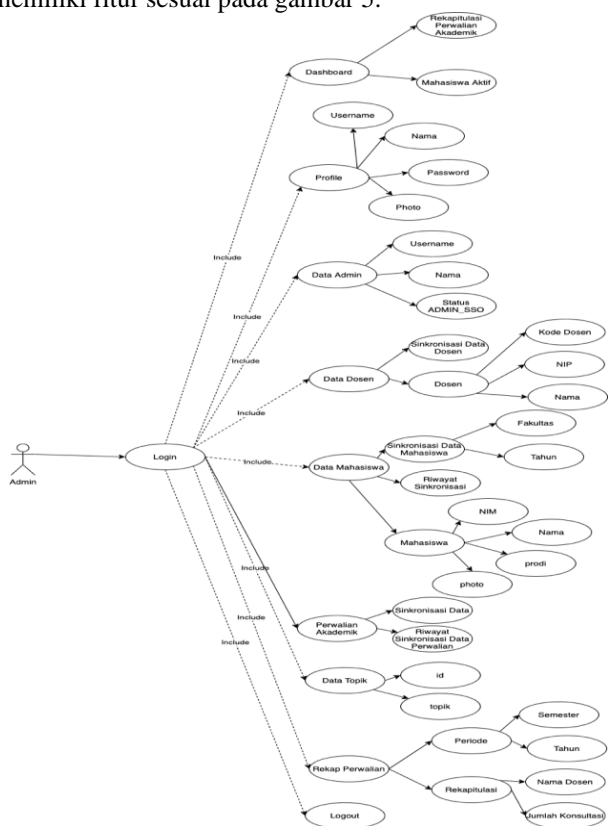 memiliki fitur sesuai pada gambar 5.
Rekapitulasi
Perwalian
Akademik
Dashboard
Mahasiswa Aktif
Username
Nama
Profile
Password
Photo
Include
Username
Data Admin
Nama
Status
ADMIN_SSO
Include
Kode Dosen
Sinkronisasi Data
Dosen
Include
NIP
Data Dosen
Dosen
Nama
Include
Fakultas
Sinkronisasi Data
Mahasiswa
Login
Include
Data Mahasiswa
Tahun
Admin
Riwayat
Sinkronisasi
NIM
Nama
Mahasiswa
prodi
photo
Include
Sinkronisasi Data
Include
Perwalian
Akademik
Riwayat
Sinkronisasi Data
Perwalian
Include
id
Data Topik
topik
Semester
Periode
Tahun
Rekap Perwalian
Nama Dosen
Rekapitulasi
Logout
Jumlah Konsultasi